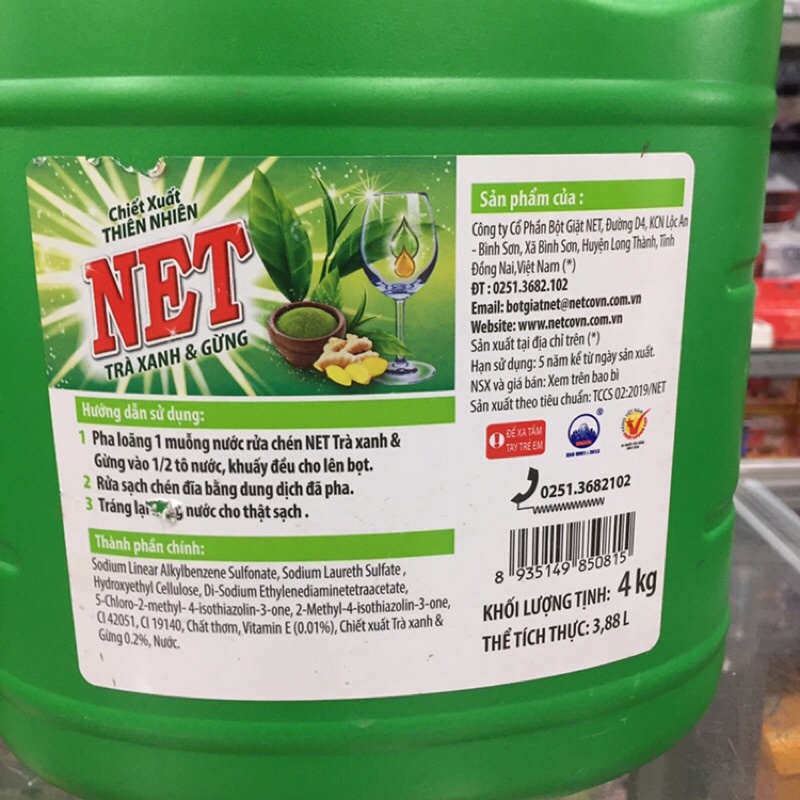 Chiết Xuất
THIÊN NHIÊN
NET
TRÀ XANH & GỪNG
Hướng dẫn sử dụng:
1 Pha loãng 1 muỗng nước rửa chén NET Trà xanh &
Gừng vào 1/2 tô nước, khuấy đều cho lên bọt.
2 Rửa sạch chén đĩa bằng dung dịch đã pha.
3 Tráng lại nước cho thật sạch.
Thành phần chính:
Sodium Linear Alkylbenzene Sulfonate, Sodium Laureth Sulfate,
Hydroxyethyl Cellulose, Di-Sodium Ethylenediaminetetraacetate,
5-Chloro-2-methyl- 4-isothiazolin-3-one, 2-Methyl-4-isothiazolin-3-one,
CI 42051, CI 19140, Chất thơm, Vitamin E (0.01%), Chiết xuất Trà xanh &
Gừng 0.2%, Nước.
Sản phẩm của :
Công ty Cổ Phần Bột Giặt NET, Đường D4, KCN Lộc An
- Bình Sơn, Xã Bình Sơn, Huyện Long Thành, Tỉnh
Đồng Nai,Việt Nam (*)
ĐT : 0251.3682.102
Email: botgiatnet@netcovn.com.vn
Website: www.netcovn.com.vn
Sản xuất tại địa chỉ trên (*)
Hạn sử dụng: 5 năm kể từ ngày sản xuất.
NSX và giá bán: Xem trên bao bì
Sản xuất theo tiêu chuẩn: TCCS 02:2019/NET
ĐỂ XA TẦM
TAY TRẺ EM
ISO 9001 : 2015
0251.3682102
8 935149 850815
KHỐI LƯỢNG TỊNH: 4 kg
THỂ TÍCH THỰC: 3,88 L